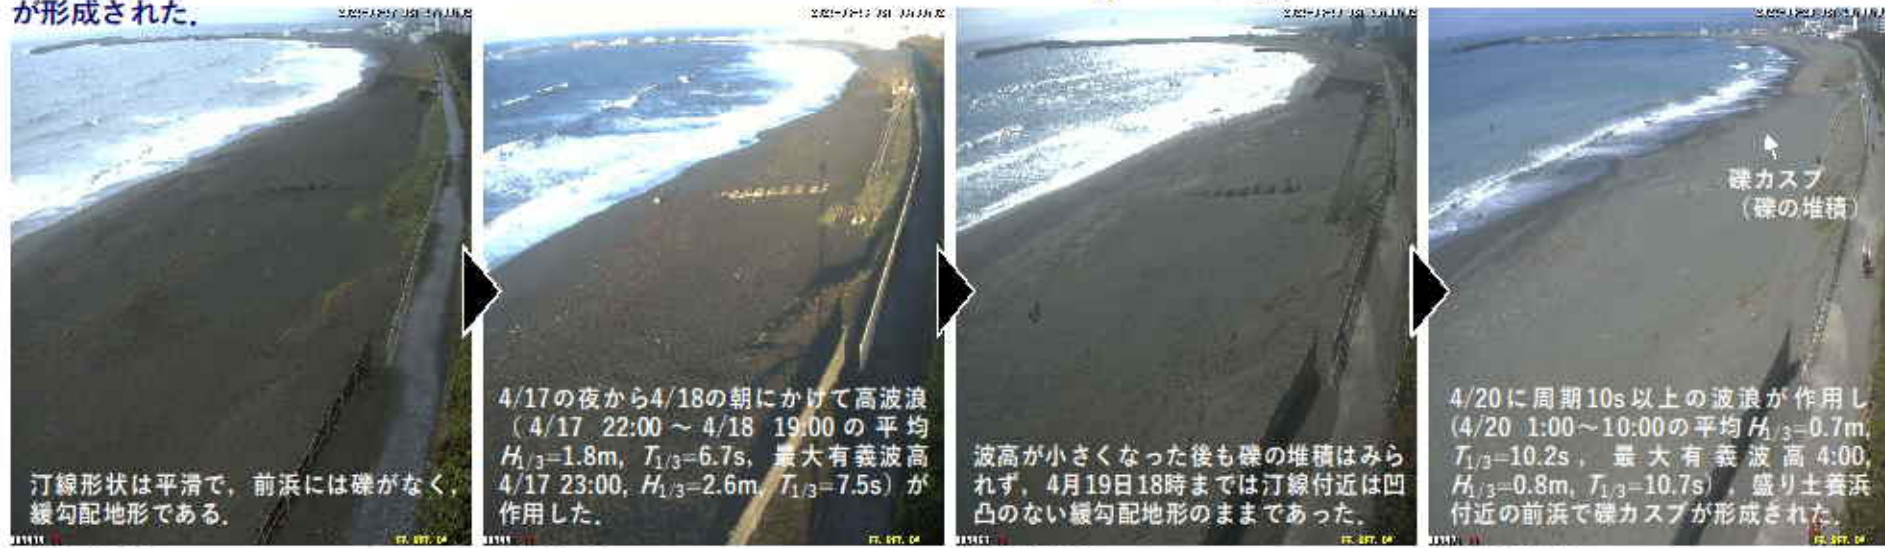 が形成された.
汀線形状は平滑で，前浜には礫がなく，
緩勾配地形である．
4/17の夜から4/18の朝にかけて高波浪
（4/17 22:00～4/18 19:00の平均
H1/3=1.8m, T1/3=6.7s, 最大有義波高
4/17 23:00, H1/3=2.6m, T1/3=7.5s）が
作用した．
波高が小さくなった後も礫の堆積はみら
れず，4月19日18時までは汀線付近は凹
凸のない緩勾配地形のままであった．
礫カスプ
（礫の堆積）
4/20に周期10s以上の波浪が作用し
(4/20 1:00～10:00の平均H1/3=0.7m,
T1/3=10.2s, 最大有義波高4:00,
H1/3=0.8m, T1/3=10.7s)，盛り土養浜
付近の前浜で礫カスプが形成された．